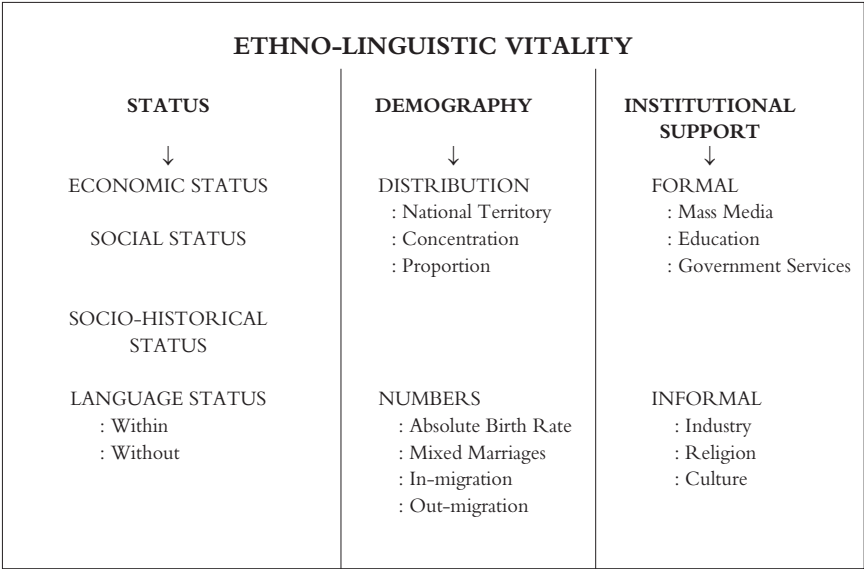 ETHNO-LINGUISTIC VITALITY
STATUS
↓
ECONOMIC STATUS
SOCIAL STATUS
SOCIO-HISTORICAL
STATUS
LANGUAGE STATUS
: Within
: Without
DEMOGRAPHY
↓
DISTRIBUTION
: National Territory
: Concentration
: Proportion
NUMBERS
: Absolute Birth Rate
: Mixed Marriages
: In-migration
: Out-migration
INSTITUTIONAL
SUPPORT
↓
FORMAL
: Mass Media
: Education
: Government Services
INFORMAL
: Industry
: Religion
: Culture